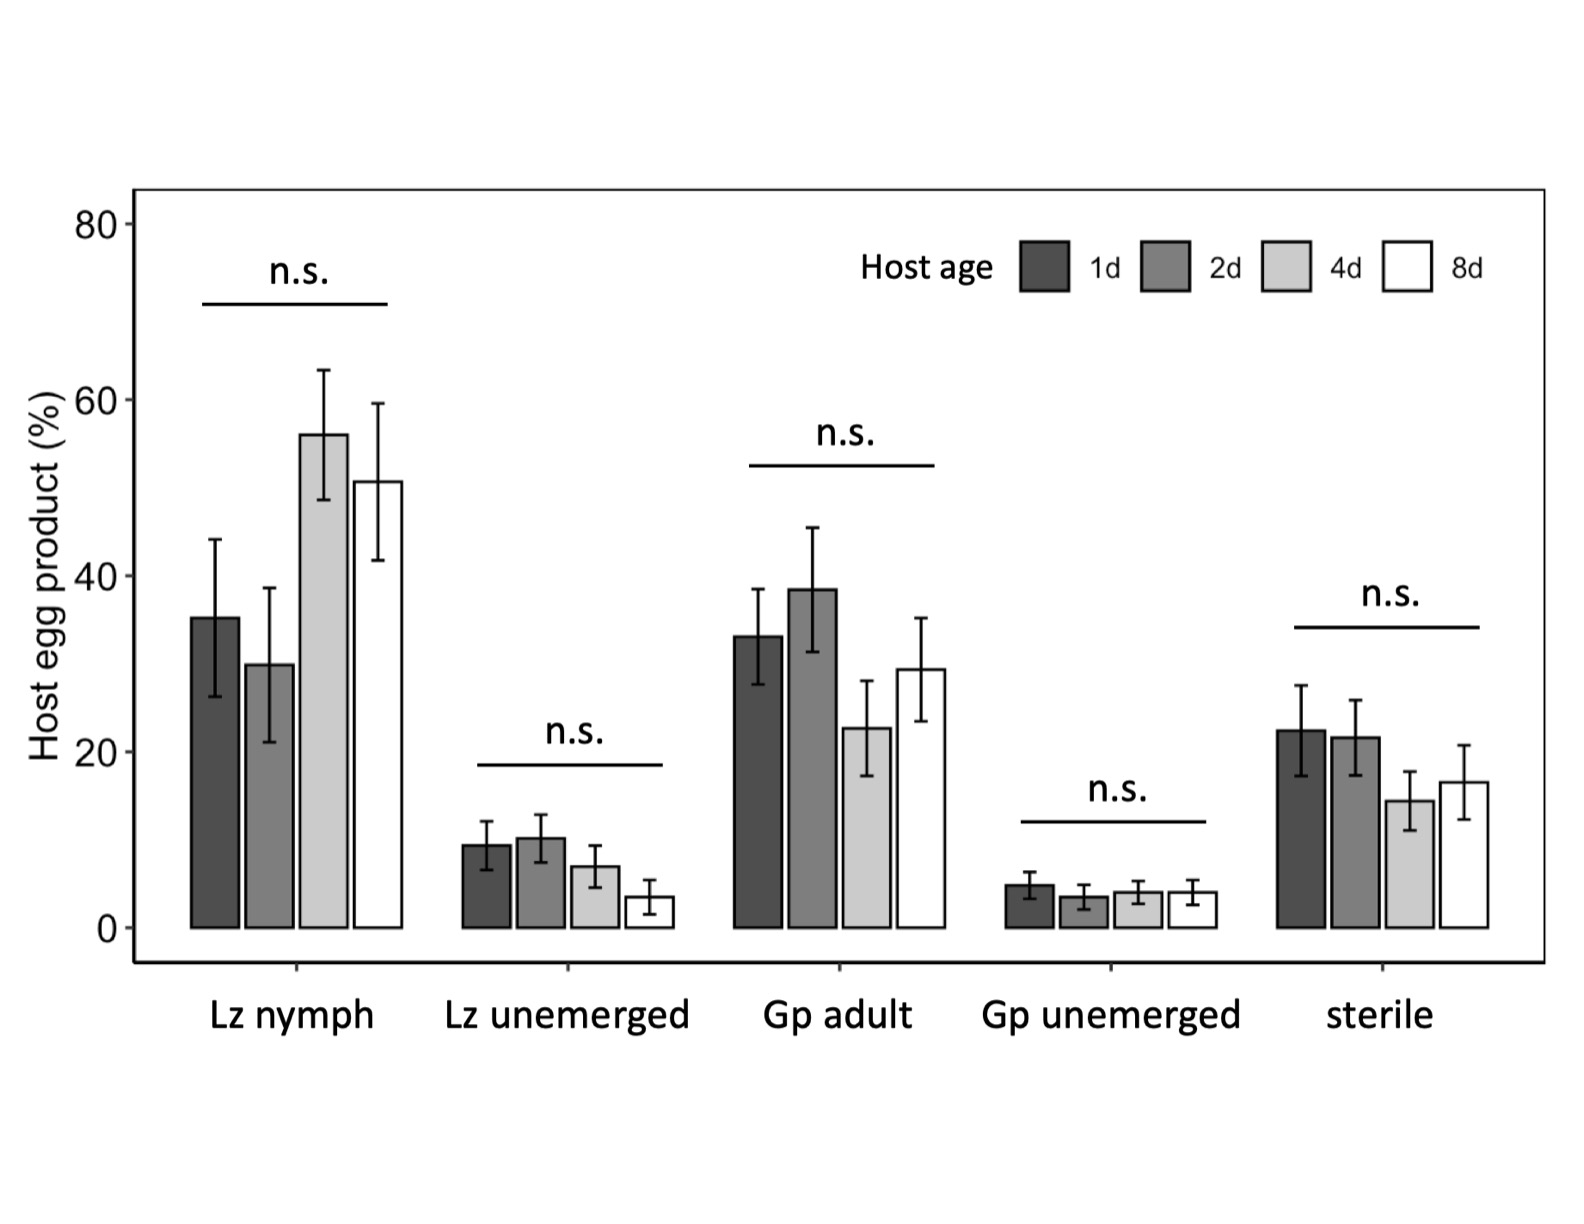 80
60
40
20
0
Host egg product (%)
Host age 1d 2d 4d 8d
n.s.
n.s.
n.s.
n.s.
n.s.
Lz nymph
Lz unemerged
Gp adult
Gp unemerged
sterile